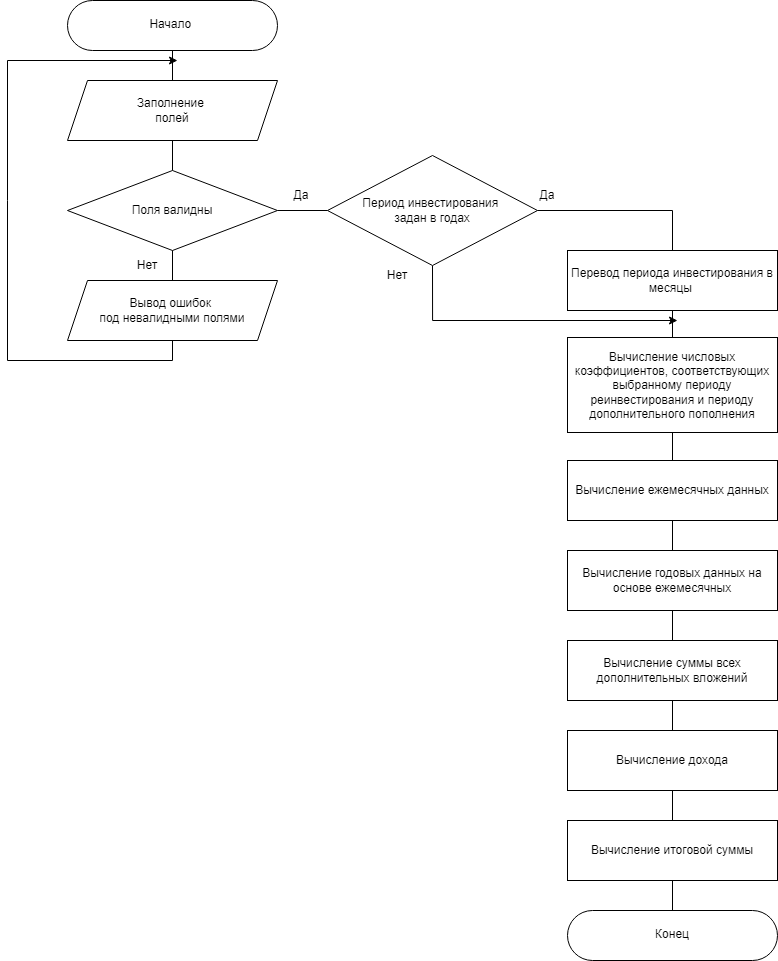 Начало
Заполнение
полей
Поля валидны
Да
Период инвестирования
задан в годах
Да
Нет
Нет
Перевод периода инвестирования в
месяцы
Вывод ошибок
под невалидными полями
Вычисление числовых
коэффициентов, соответствующих
выбранному периоду
реинвестирования и периоду
дополнительного пополнения
Вычисление ежемесячных данных
Вычисление годовых данных на
основе ежемесячных
Вычисление суммы всех
дополнительных вложений
Вычисление дохода
Вычисление итоговой суммы
Конец